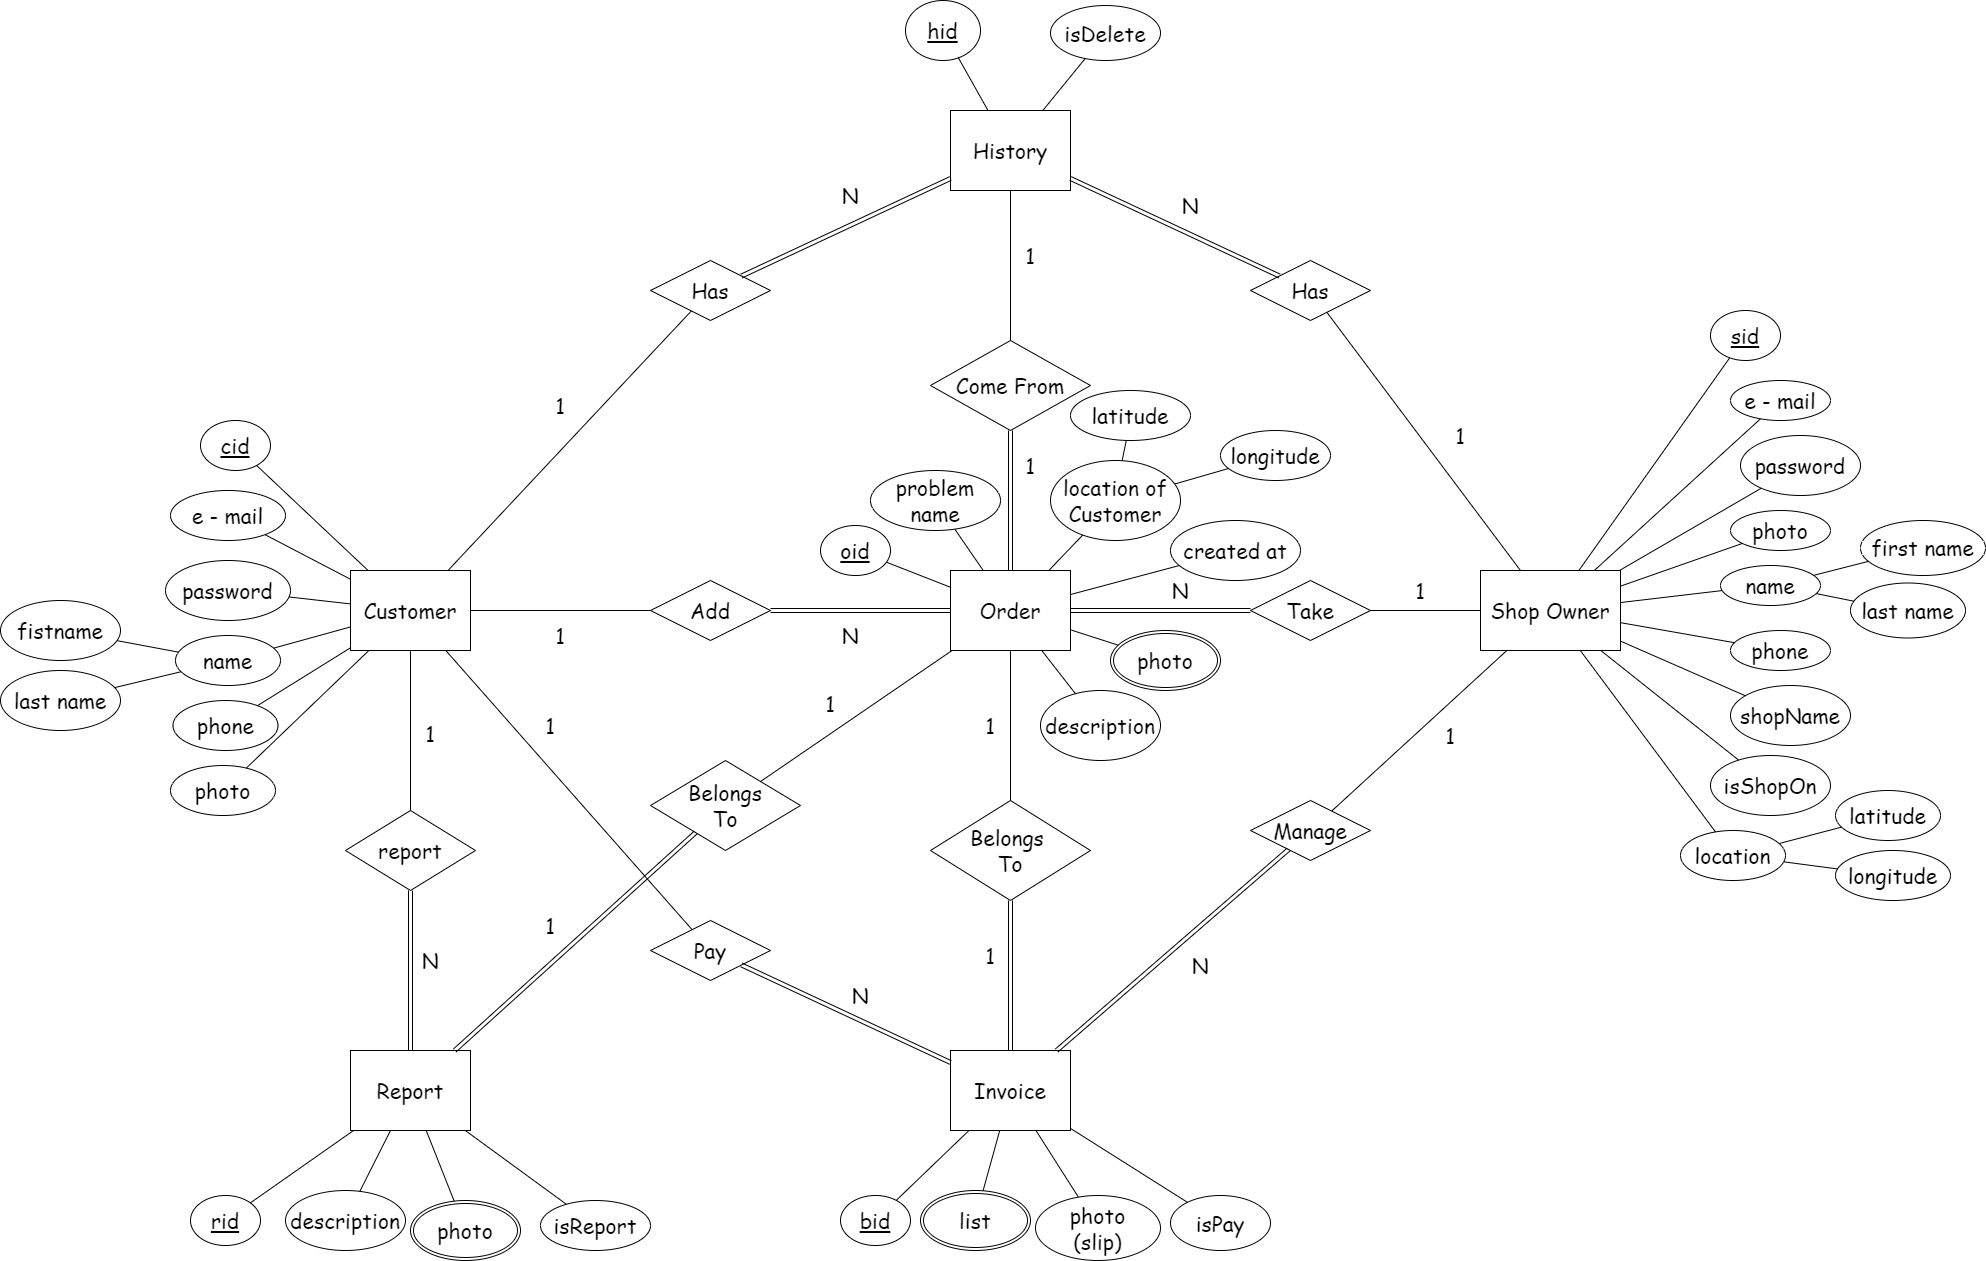 hid
isDelete
History
N
N
1
Has
Has
sid
Come From
e - mail
1
latitude
1
cid
1
longitude
password
problem
name
location of
Customer
e - mail
photo
oid
created at
first name
name
password
N
1
Customer
Add
Order
Take
Shop Owner
last name
fistname
1
N
name
photo
phone
last name
1
shopName
phone
1
1
1
description
1
isShopOn
photo
Belongs
To
latitude
report
Belongs
To
Manage
location
longitude
1
N
Pay
1
N
N
Report
Invoice
rid
description
photo
isReport
bid
list
photo
(slip)
isPay